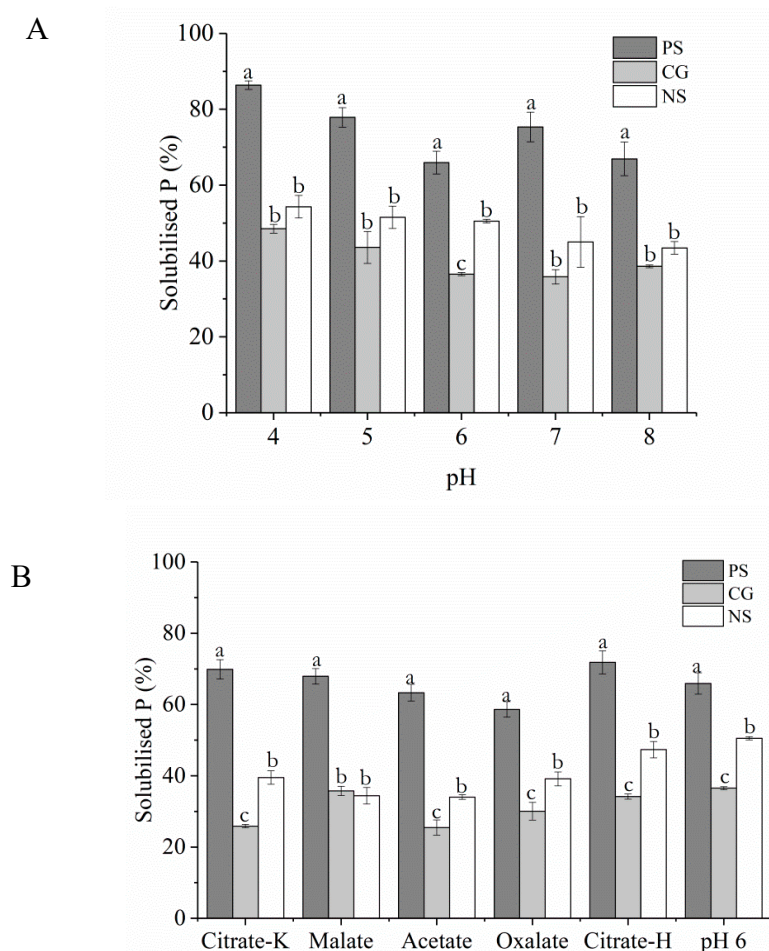 A
100
80
60
40
20
0
Solubilised P (%)
PS
CG
NS
a
b
b
a
b
b
a
c
b
a
b
b
a
b
b
4 5 6 7 8
pH
B
100
80
60
40
20
0
Solubilised P (%)
PS
CG
NS
a
c
b
a
b
b
a
c
b
a
c
b
a
c
b
a
c
b
Citrate-K Malate Acetate Oxalate Citrate-H pH 6